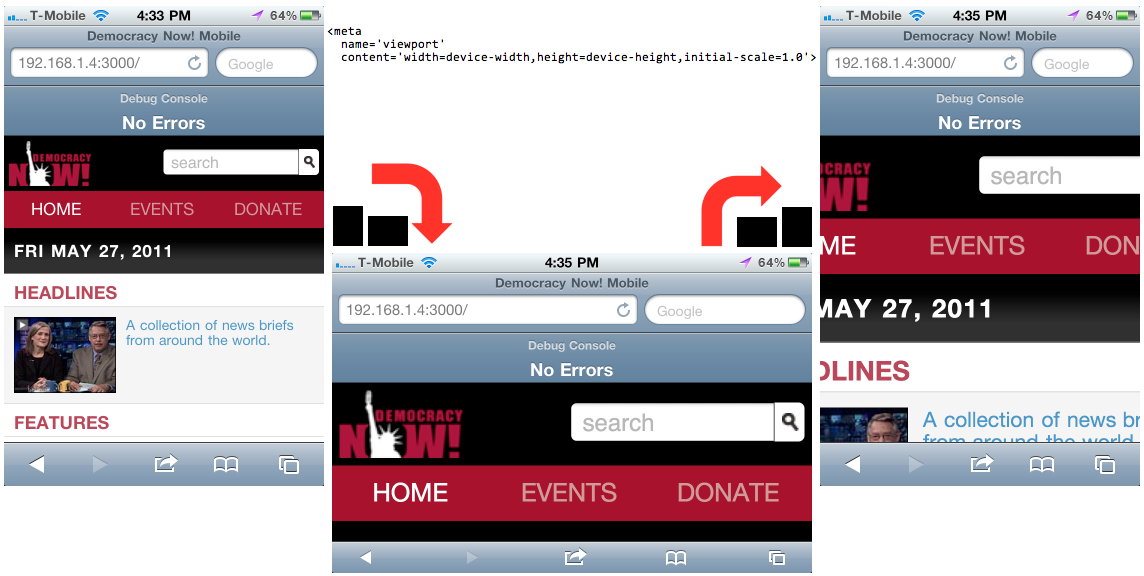 T-Mobile 4:33 PM 64%
Democracy Now! Mobile
192.168.1.4:3000/ Google
Debug Console
No Errors
DEMOCRACY
NOW!
search
HOME EVENTS DONATE
FRI MAY 27, 2011
HEADLINES
A collection of news briefs
from around the world.
FEATURES
<meta
name='viewport'
content='width=device-width,height=device-height,initial-scale=1.0'>
T-Mobile 4:35 PM 64%
Democracy Now! Mobile
192.168.1.4:3000/ Google
Debug Console
No Errors
DEMOCRACY
NOW!
search
HOME EVENTS DONATE
T-Mobile 4:35 PM 64%
Democracy Now! Mobile
192.168.1.4:3000/ Google
Debug Console
No Errors
RACY
W!
search
ME EVENTS DON
MAY 27, 2011
DLINES
A collection of news br
from around the world